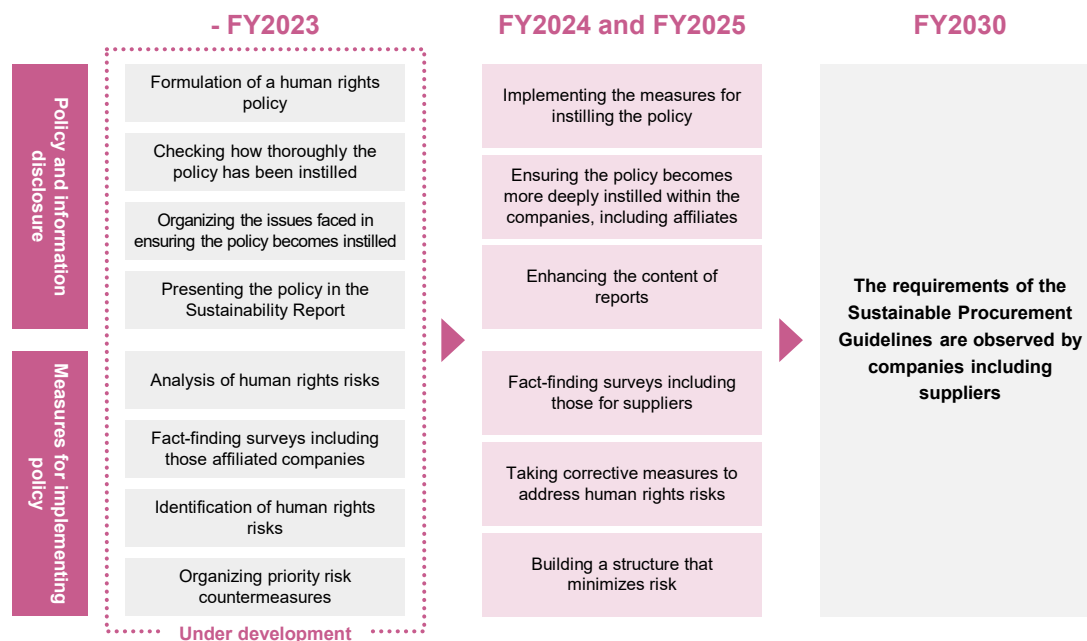 - FY2023
FY2024 and FY2025
FY2030
Policy and information
disclosure
Formulation of a human rights
policy
Checking how thoroughly the
policy has been instilled
Organizing the issues faced in
ensuring the policy becomes instilled
Presenting the policy in the
Sustainability Report
Implementing the measures for
instilling the policy
Ensuring the policy becomes
more deeply instilled within the
companies, including affiliates
Enhancing the content of
reports
Measures for implementing
policy
Analysis of human rights risks
Fact-finding surveys including
those affiliated companies
Identification of human rights
risks
Organizing priority risk
countermeasures
Under development
Fact-finding surveys including
those for suppliers
Taking corrective measures to
address human rights risks
Building a structure that
minimizes risk
The requirements of the
Sustainable Procurement
Guidelines are observed by
companies including
suppliers